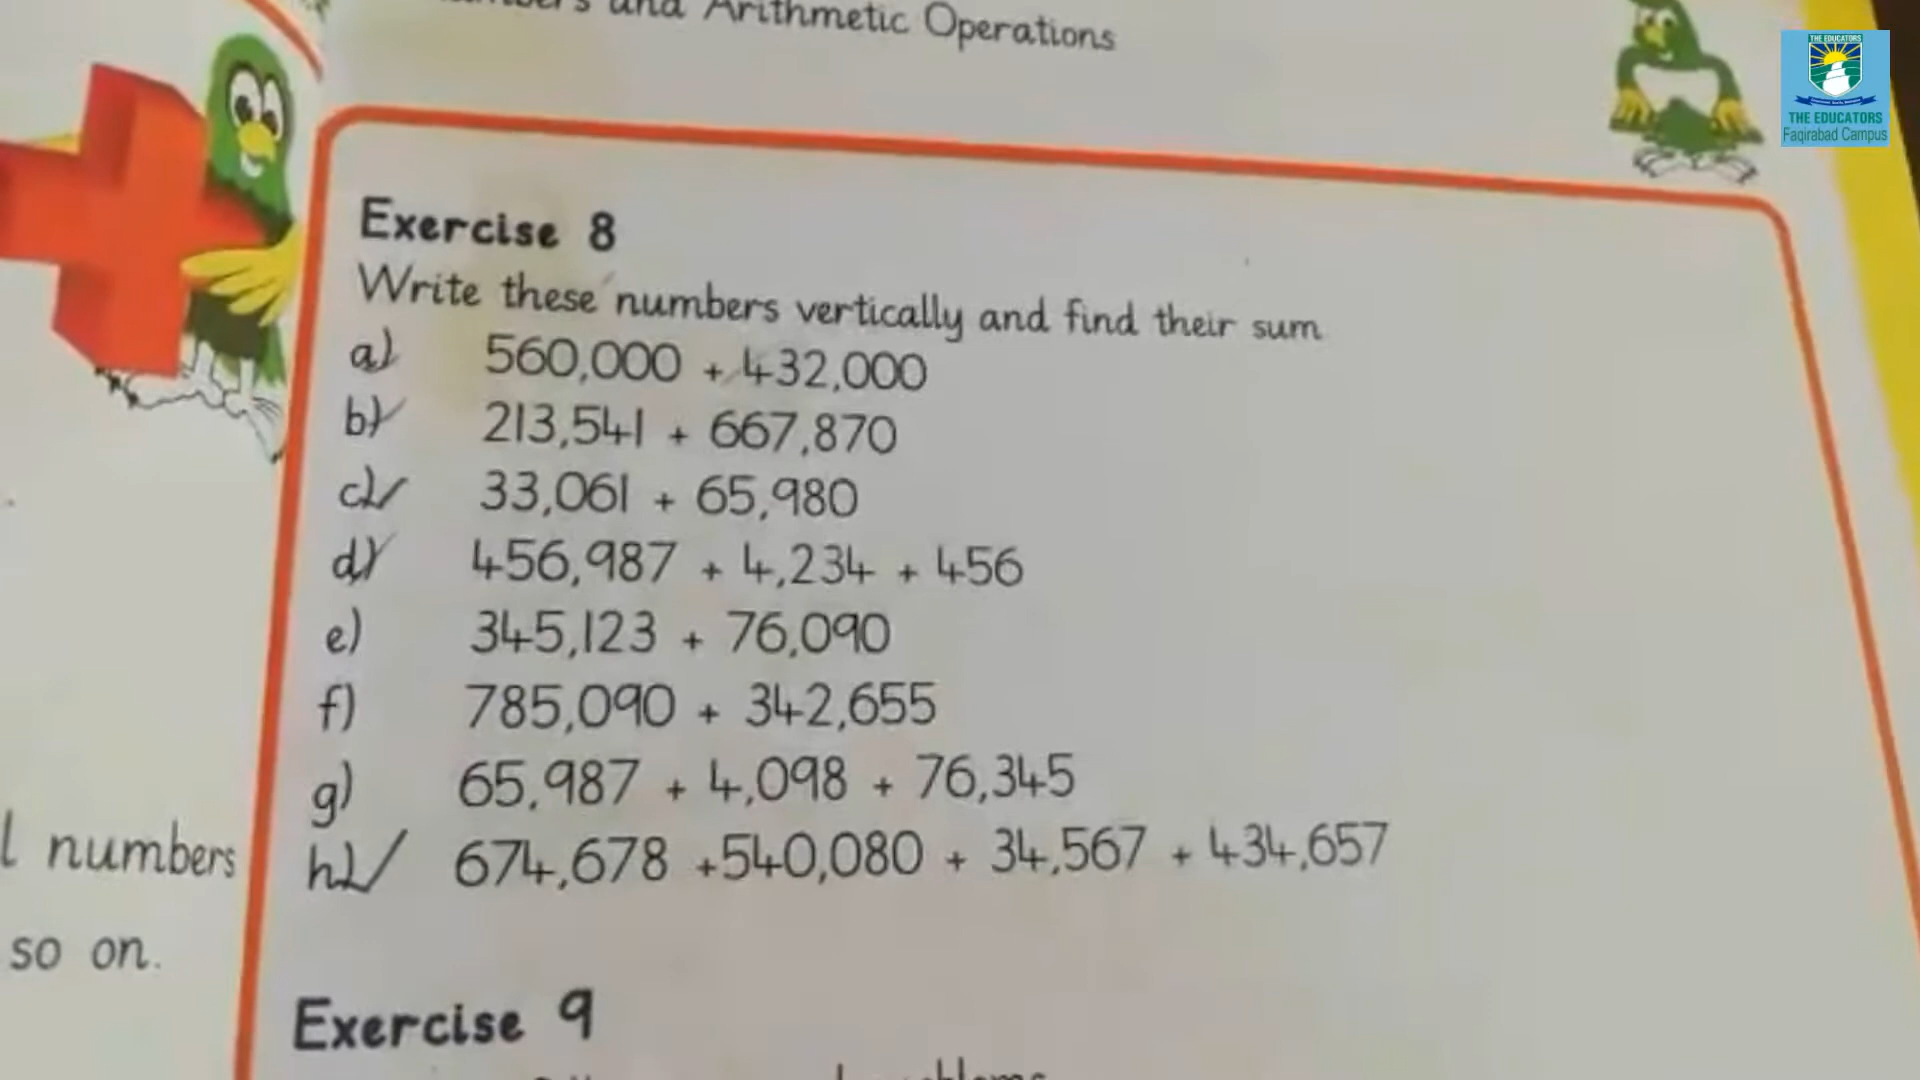 and Arithmetic Operations
THE EDUCATORS
THE EDUCATORS
Faqirabad Campus
Exercise 8
Write these numbers vertically and find their sum
a) 560,000 + 432,000
b) 213,541 + 667,870
c) 33,061 + 65,980
d) 456,987 + 4,234 + 456
e) 345,123 + 76,090
f) 785,090 + 342,655
g) 65,987 + 4,098 + 76,345
h) 674,678 +540,080 + 34,567 + 434,657
l numbers
so on.
Exercise 9